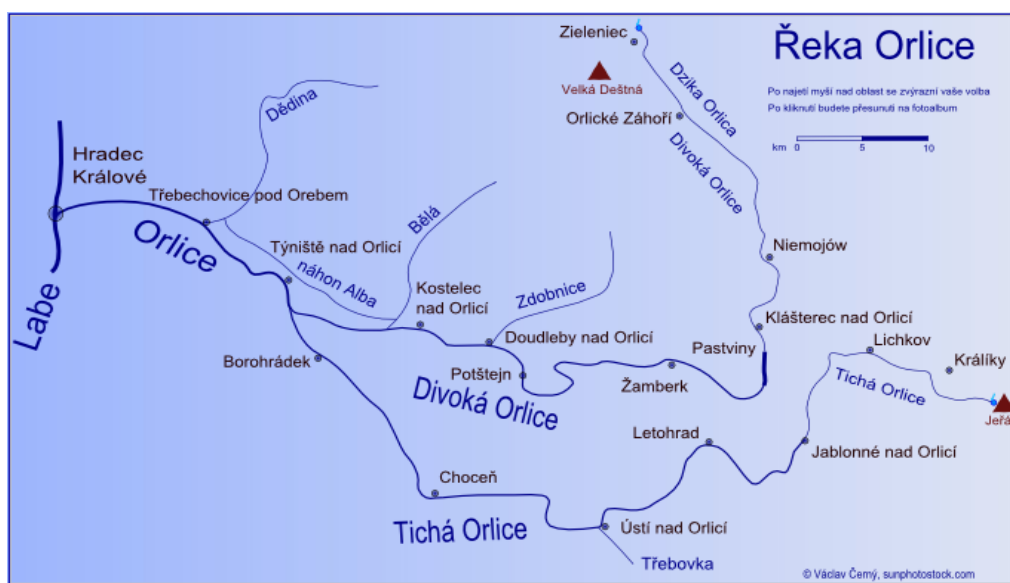 Řeka Orlice
Po najetí myší nad oblast se zvýrazní vaše volba
Po kliknutí budete přesunuti na fotoalbum
km 0 5 10
Zieleniec
Velká Deštná
Dzika Orlica
Orlické Záhoří
Divoká Orlice
Dědina
Hradec
Králové
Třebechovice pod Orebem
Orlice
Labe
Týniště nad Orlicí
náhon Alba
Bělá
Kostelec
nad Orlicí
Zdobnice
Niemojów
Klášterec nad Orlicí
Doudleby nad Orlicí
Pastviny
Lichkov
Králíky
Borohrádek
Potštejn
Žamberk
Divoká Orlice
Tichá Orlice
Jeřá
Letohrad
Jablonné nad Orlicí
Choceň
Tichá Orlice
Ústí nad Orlicí
Třebovka
© Václav Černý, sunphotostock.com